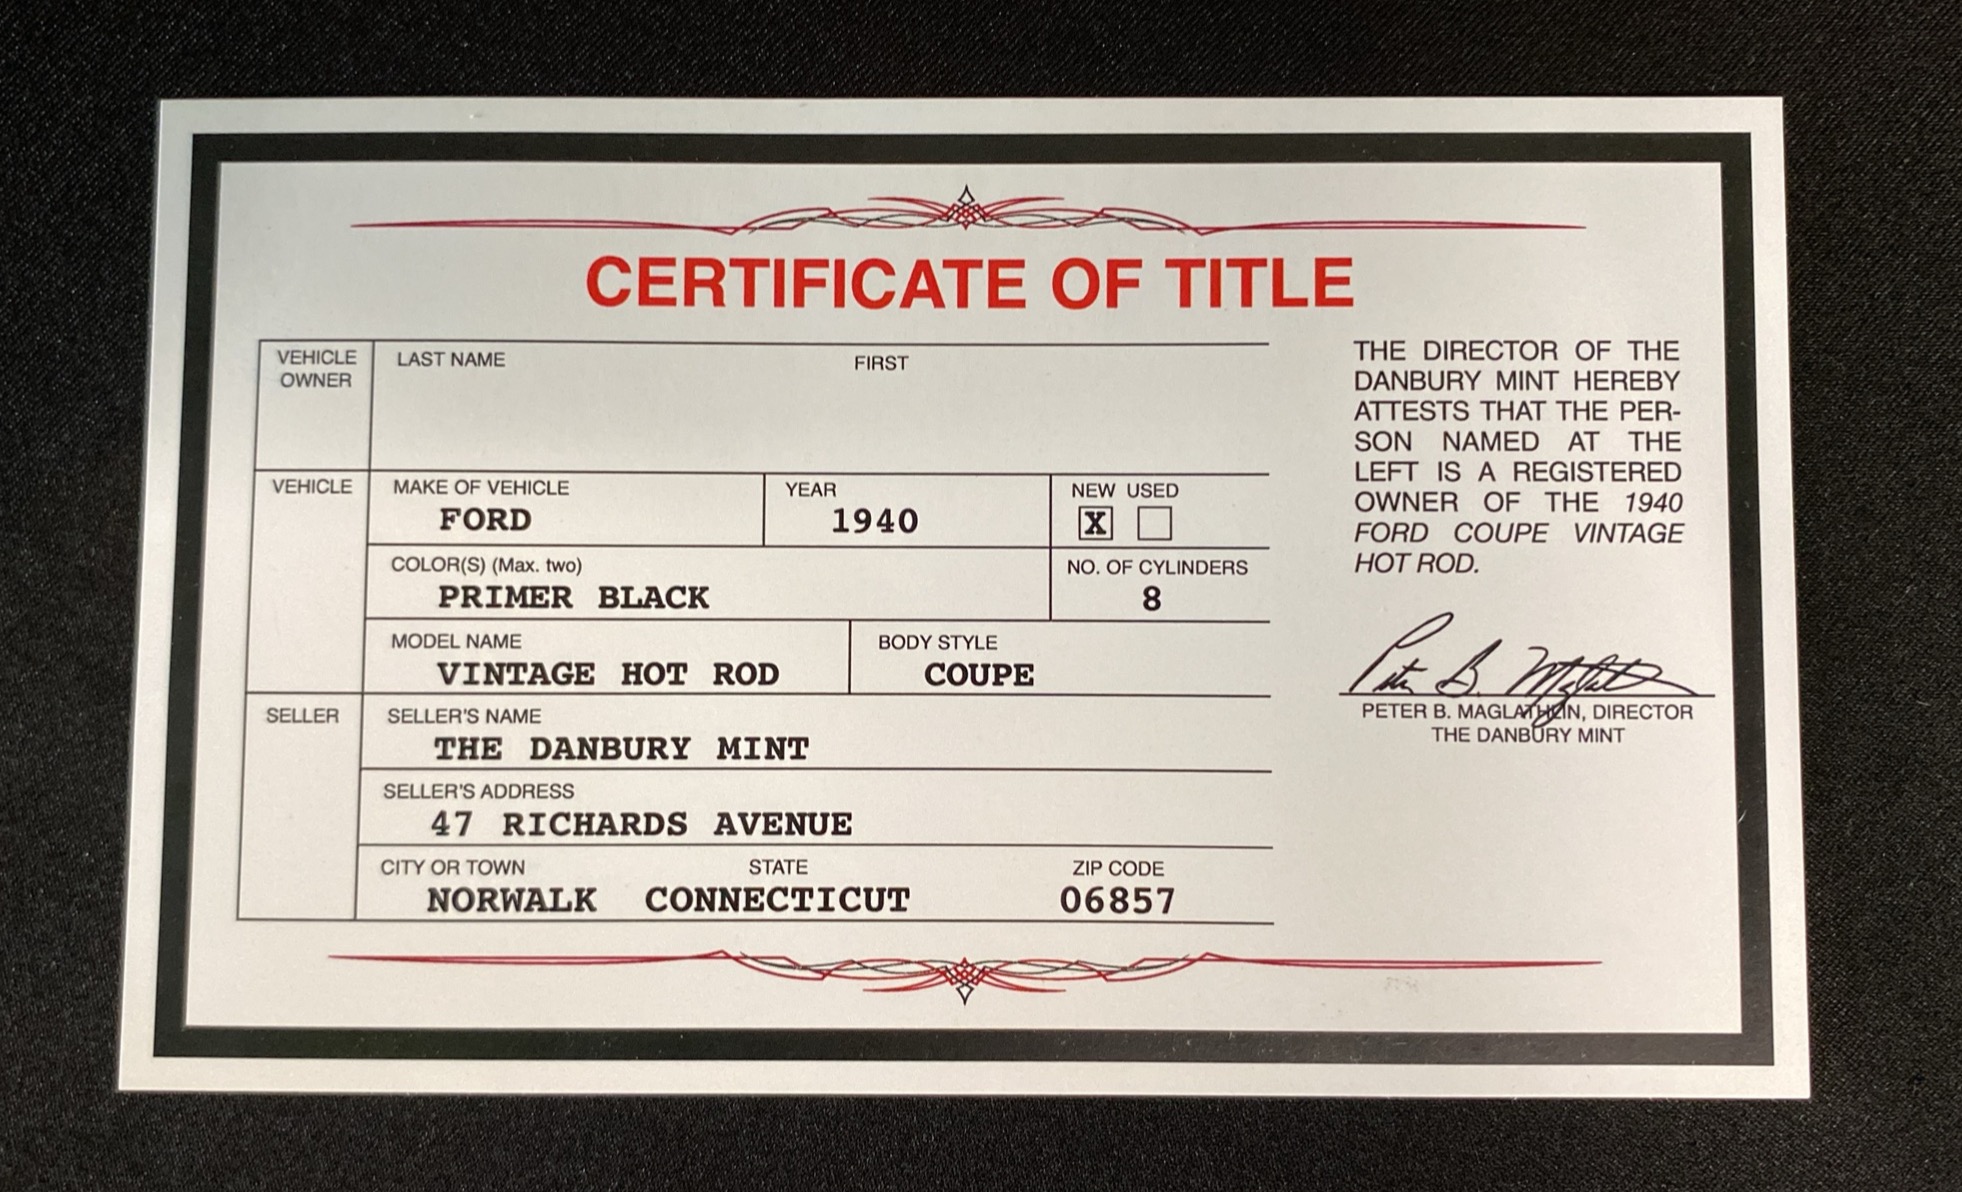 CERTIFICATE OF TITLE
VEHICLE OWNER
LAST NAME FIRST
VEHICLE
MAKE OF VEHICLE YEAR NEW USED
FORD 1940 X
COLOR(S) (Max. two) NO. OF CYLINDERS
PRIMER BLACK 8
MODEL NAME BODY STYLE
VINTAGE HOT ROD COUPE
SELLER
SELLER'S NAME
THE DANBURY MINT
SELLER'S ADDRESS
47 RICHARDS AVENUE
CITY OR TOWN STATE ZIP CODE
NORWALK CONNECTICUT 06857
THE DIRECTOR OF THE
DANBURY MINT HEREBY
ATTESTS THAT THE PER-
SON NAMED AT THE
LEFT IS A REGISTERED
OWNER OF THE 1940
FORD COUPE VINTAGE
HOT ROD.
Peter B. Maglathlin
PETER B. MAGLATHLIN, DIRECTOR
THE DANBURY MINT